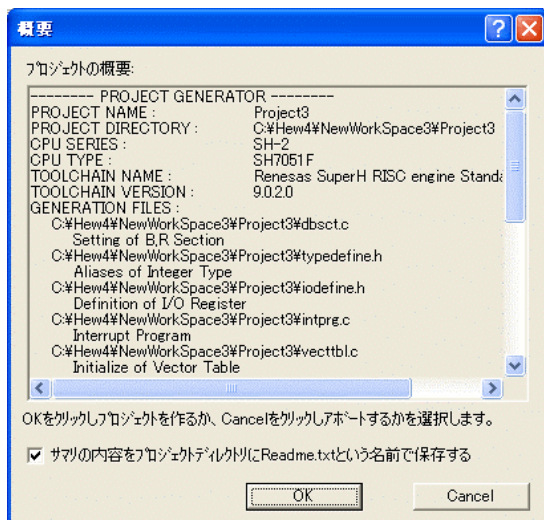 概要
プロジェクトの概要:
-------- PROJECT GENERATOR --------
PROJECT NAME : Project3
PROJECT DIRECTORY : C:¥Hew4¥NewWorkSpace3¥Project3
CPU SERIES : SH-2
CPU TYPE : SH7051F
TOOLCHAIN NAME : Renesas SuperH RISC engine Standa
TOOLCHAIN VERSION : 9.0.2.0
GENERATION FILES :
C:¥Hew4¥NewWorkSpace3¥Project3¥dbsct.c
Setting of B,R Section
C:¥Hew4¥NewWorkSpace3¥Project3¥typedefine.h
Aliases of Integer Type
C:¥Hew4¥NewWorkSpace3¥Project3¥iodefine.h
Definition of I/O Register
C:¥Hew4¥NewWorkSpace3¥Project3¥intprg.c
Interrupt Program
C:¥Hew4¥NewWorkSpace3¥Project3¥vecttbl.c
Initialize of Vector Table
OKをクリックしプロジェクトを作るか、Cancelをクリックしアボートするかを選択します。
サマリの内容をプロジェクトディレクトリにReadme.txtという名前で保存する
OK Cancel